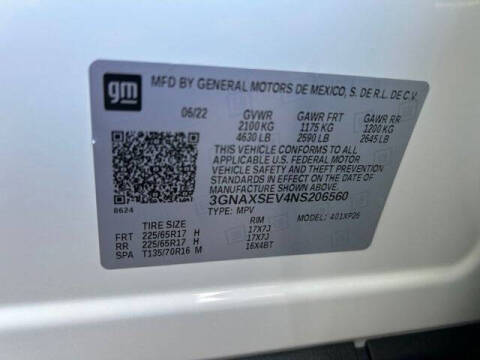 gm MFD BY GENERAL MOTORS DE MEXICO, S. DE R.L. DE C.V.
06/22 GVWR GAWR FRT GAWR RR
2100 KG 1175 KG 1200 KG
4630 LB 2590 LB 2645 LB
THIS VEHICLE CONFORMS TO ALL
APPLICABLE U.S. FEDERAL MOTOR
VEHICLE SAFETY AND THEFT PREVENTION
STANDARDS IN EFFECT ON THE DATE OF
MANUFACTURE SHOWN ABOVE.
8624 3GNAXSEV4NS206560
TYPE: MPV MODEL: 401XP26
TIRE SIZE RIM
FRT 225/65R17 H 17X7J
RR 225/65R17 H 17X7J
SPA T135/70R16 M 16X4BT